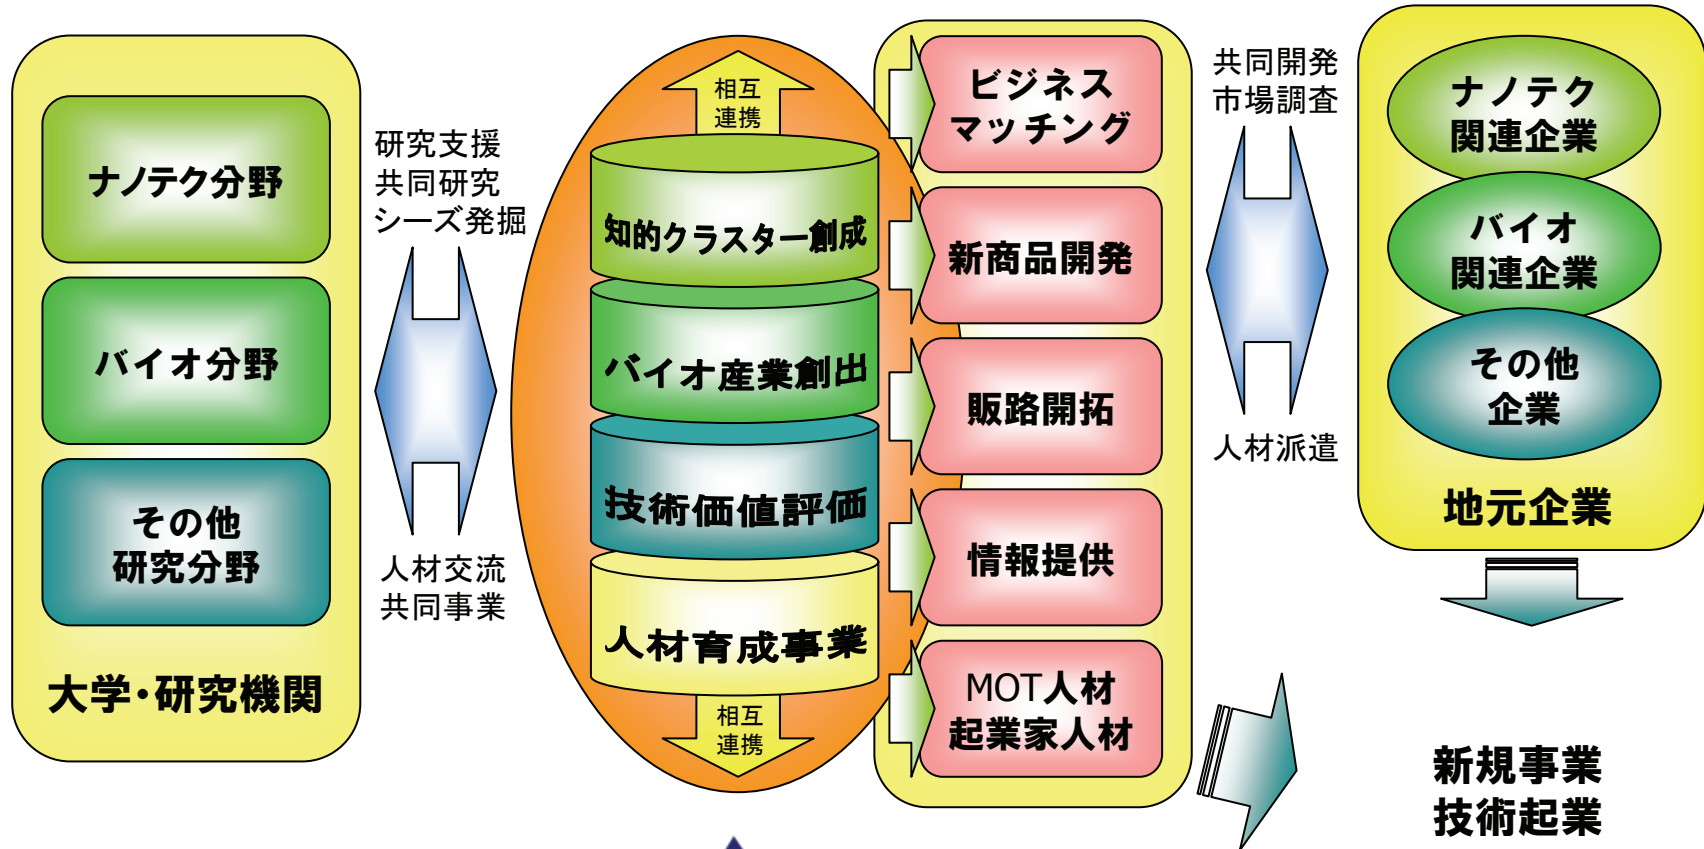 ナノテク分野
バイオ分野
その他
研究分野
大学・研究機関
研究支援
共同研究
シーズ発掘
人材交流
共同事業
相互
連携
知的クラスター創成
バイオ産業創出
技術価値評価
人材育成事業
相互
連携
ビジネス
マッチング
新商品開発
販路開拓
情報提供
MOT人材
起業家人材
共同開発
市場調査
人材派遣
ナノテク
関連企業
バイオ
関連企業
その他
企業
地元企業
新規事業
技術起業